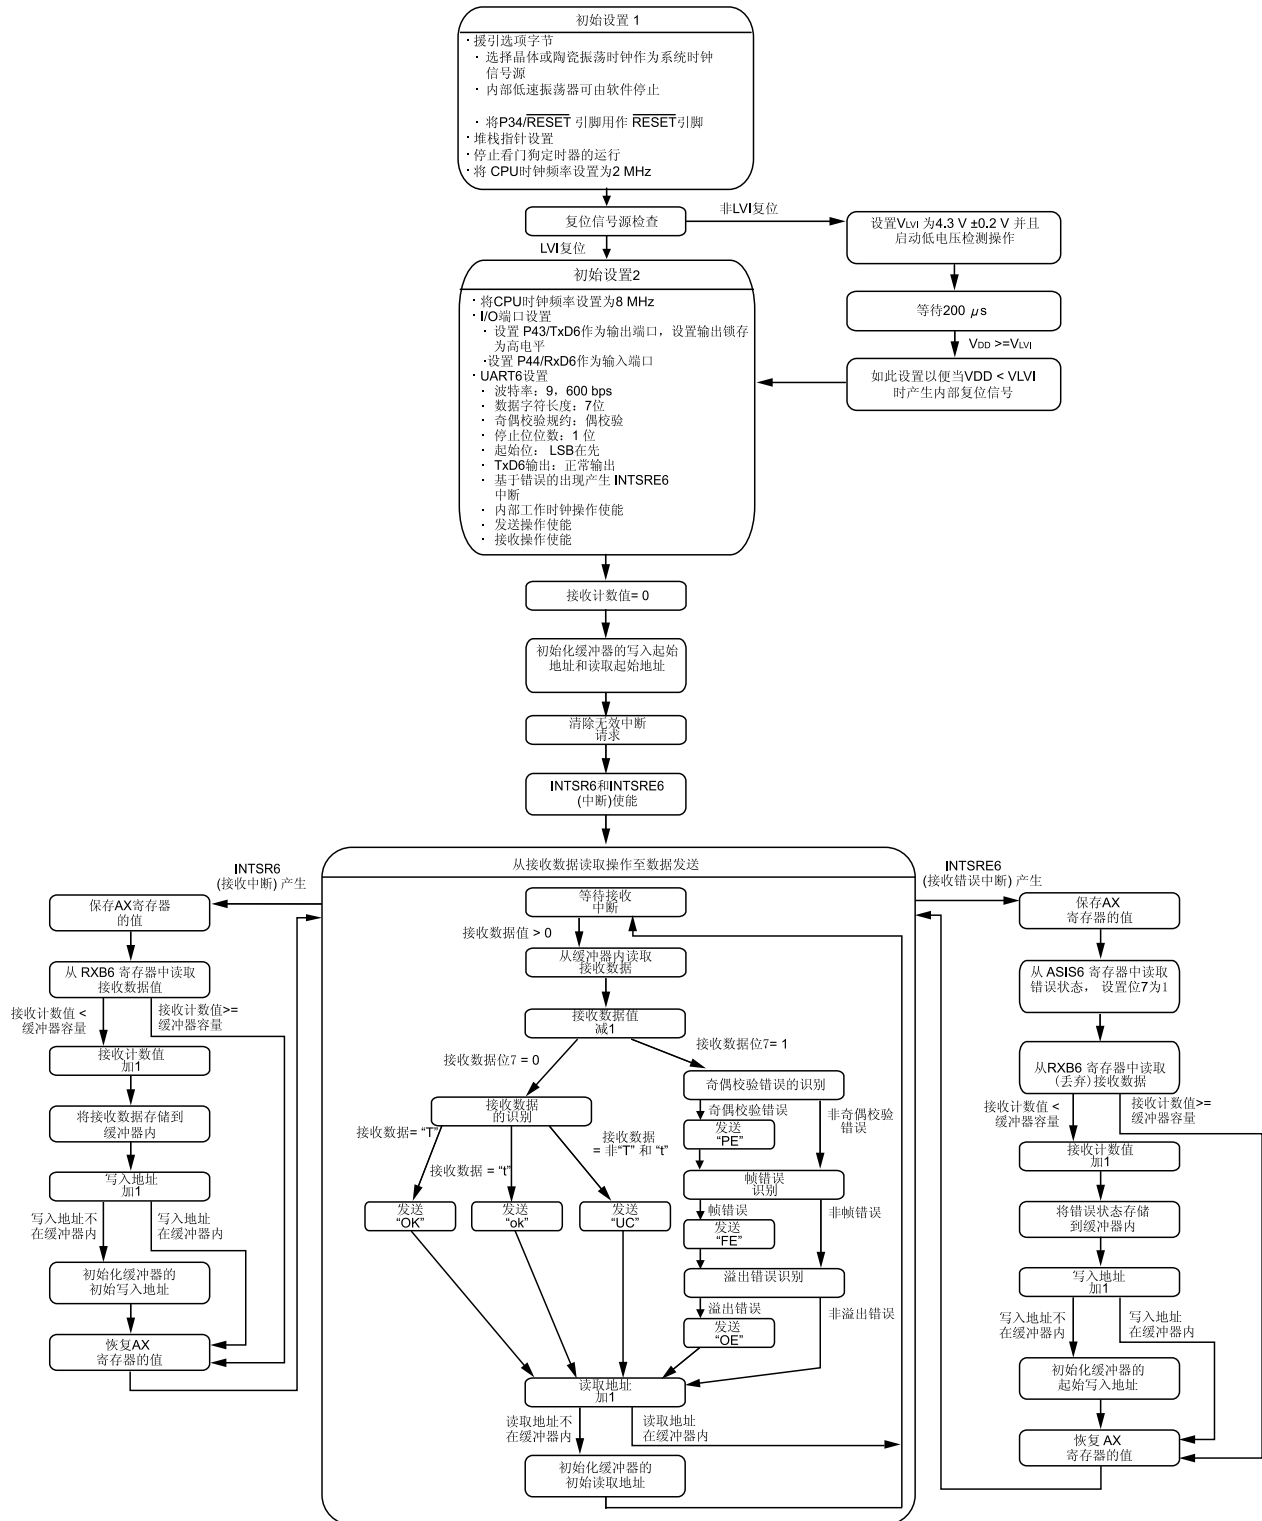 初始设置 1
· 援引选项字节
· 选择晶体或陶瓷振荡时钟作为系统时钟
信号源
· 内部低速振荡器可由软件停止
· 将P34/RESET 引脚用作 RESET引脚
· 堆栈指针设置
· 停止看门狗定时器的运行
· 将 CPU时钟频率设置为2 MHz
复位信号源检查
非LVI复位
LVI复位
设置VLVI 为4.3 V ±0.2 V 并且
启动低电压检测操作
等待200 μs
VDD >=VLVI
如此设置以便当VDD < VLVI
时产生内部复位信号
初始设置2
· 将CPU时钟频率设置为8 MHz
· I/O端口设置
· 设置 P43/TxD6作为输出端口，设置输出锁存
为高电平
·设置 P44/RxD6作为输入端口
· UART6设置
· 波特率：9，600 bps
· 数据字符长度：7位
· 奇偶校验规约：偶校验
· 停止位位数：1 位
· 起始位： LSB在先
· TxD6输出：正常输出
· 基于错误的出现产生 INTSRE6
中断
· 内部工作时钟操作使能
· 发送操作使能
· 接收操作使能
接收计数值= 0
初始化缓冲器的写入起始
地址和读取起始地址
清除无效中断
请求
INTSR6和INTSRE6
(中断)使能
从接收数据读取操作至数据发送
INTSR6
(接收中断) 产生
保存AX寄存器
的值
从 RXB6 寄存器中读取
接收数据值
接收计数值 <
缓冲器容量
接收计数值>=
缓冲器容量
接收计数值
加1
将接收数据存储到
缓冲器内
写入地址
加1
写入地址不
在缓冲器内
写入地址
在缓冲器内
初始化缓冲器的
初始写入地址
恢复AX
寄存器的值
等待接收
中断
接收数据值 > 0
从缓冲器内读取
接收数据
接收数据值
减1
接收数据位7 = 0
接收数据位7= 1
接收数据
的识别
接收数据= “T”
接收数据 = “t”
接收数据
= 非“T” 和 “t”
发送
“OK”
发送
“ok”
发送
“UC”
奇偶校验错误的识别
奇偶校验错误
非奇偶校验
错误
发送
“PE”
帧错误
识别
帧错误
非帧错误
发送
“FE”
溢出错误识别
溢出错误
非溢出错误
发送
“OE”
读取地址
加1
读取地址不
在缓冲器内
读取地址
在缓冲器内
初始化缓冲器的
初始读取地址
INTSRE6
(接收错误中断) 产生
保存AX
寄存器的值
从 ASIS6 寄存器中读取
错误状态， 设置位7为1
从RXB6 寄存器中读取
(丢弃)接收数据
接收计数值 <
缓冲器容量
接收计数值>=
缓冲器容量
接收计数值
加1
将错误状态存储
到缓冲器内
写入地址
加1
写入地址不
在缓冲器内
写入地址
在缓冲器内
初始化缓冲器的
起始写入地址
恢复 AX
寄存器的值